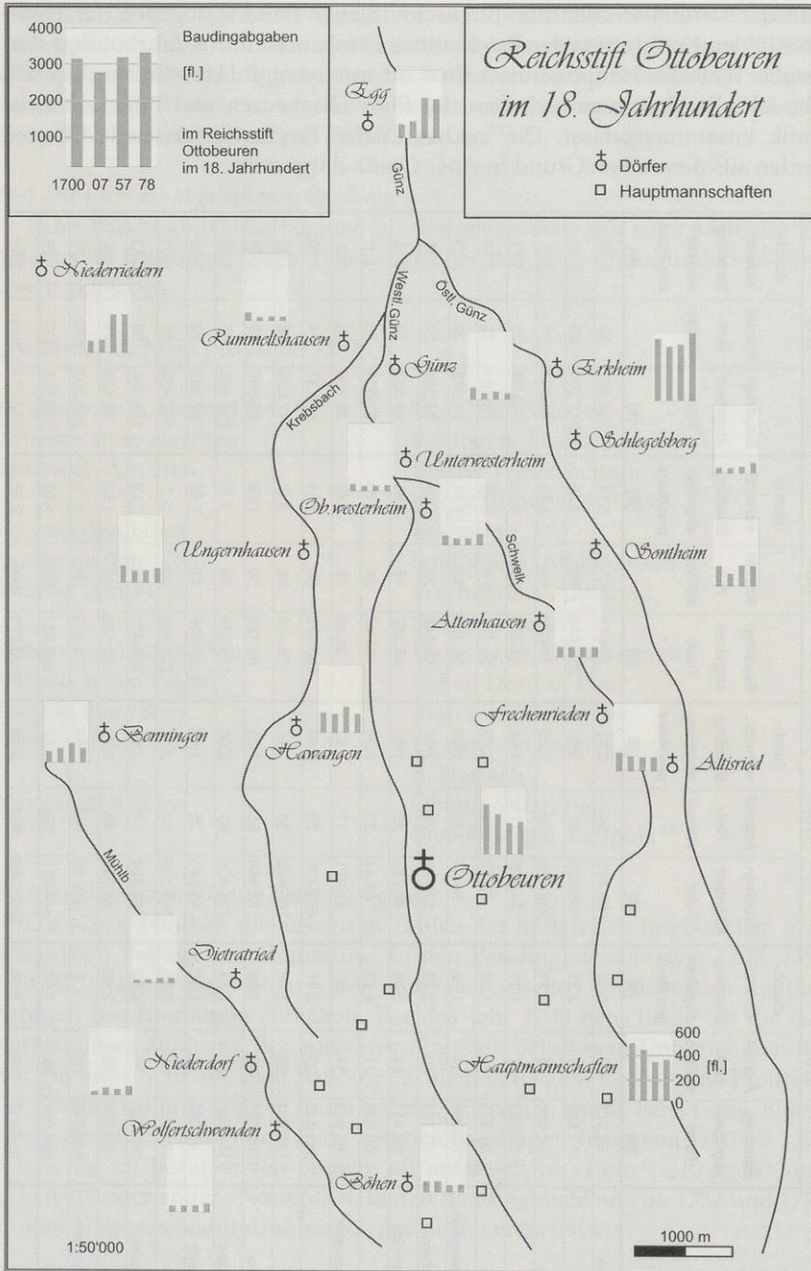 4000
3000
2000
1000
1700 07 57 78
Baudingabgaben
[fl.]
im Reichsstift
Ottobeuren
im 18. Jahrhundert
Reichsstift Ottobeuren
im 18. Jahrhundert
Dörfer
Hauptmannschaften
Egg
Günz
Niederriedern
Westl. Günz
Östl. Günz
Rummeltshausen
Günz
Erkheim
Krebsbach
Schlegelsberg
Unterwesterheim
Ob.westerheim
Ungernhausen
Schwelk
Sontheim
Attenhausen
Frechenrieden
Benningen
Hawangen
Altisried
Mühlb
Ottobeuren
Dietratried
Niederdorf
Hauptmannschaften
600
400
200
0
[fl.]
Wolfertschwenden
Böhen
1:50'000
1000 m